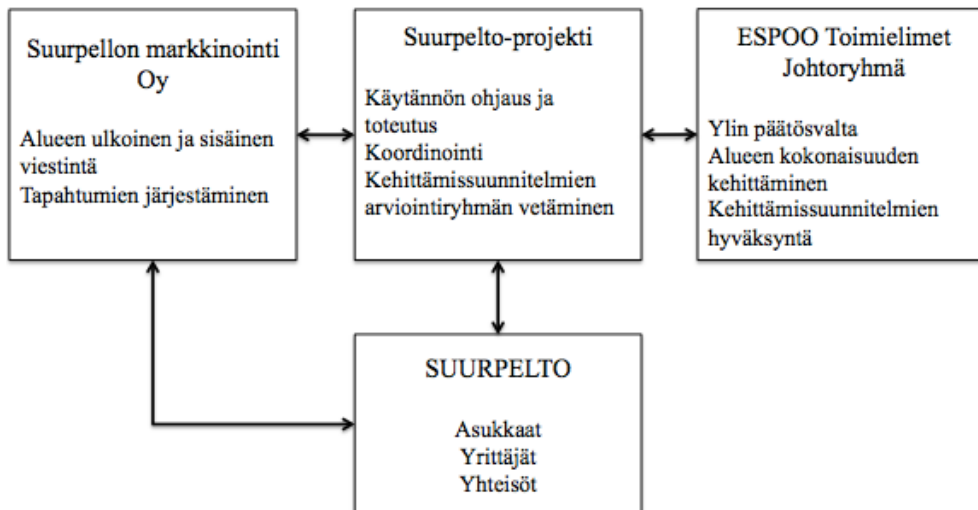 Suurpellon markkinointi
Oy
Alueen ulkoinen ja sisäinen
viestintä
Tapahtumien järjestäminen
Suurpelto-projekti
Käytännön ohjaus ja
toteutus
Koordinointi
Kehittämissuunnitelmien
arviointiryhmän vetäminen
ESPOO Toimielimet
Johtoryhmä
Ylin päätösvalta
Alueen kokonaisuuden
kehittäminen
Kehittämissuunnitelmien
hyväksyntä
SUURPELTO
Asukkaat
Yrittäjät
Yhteisöt